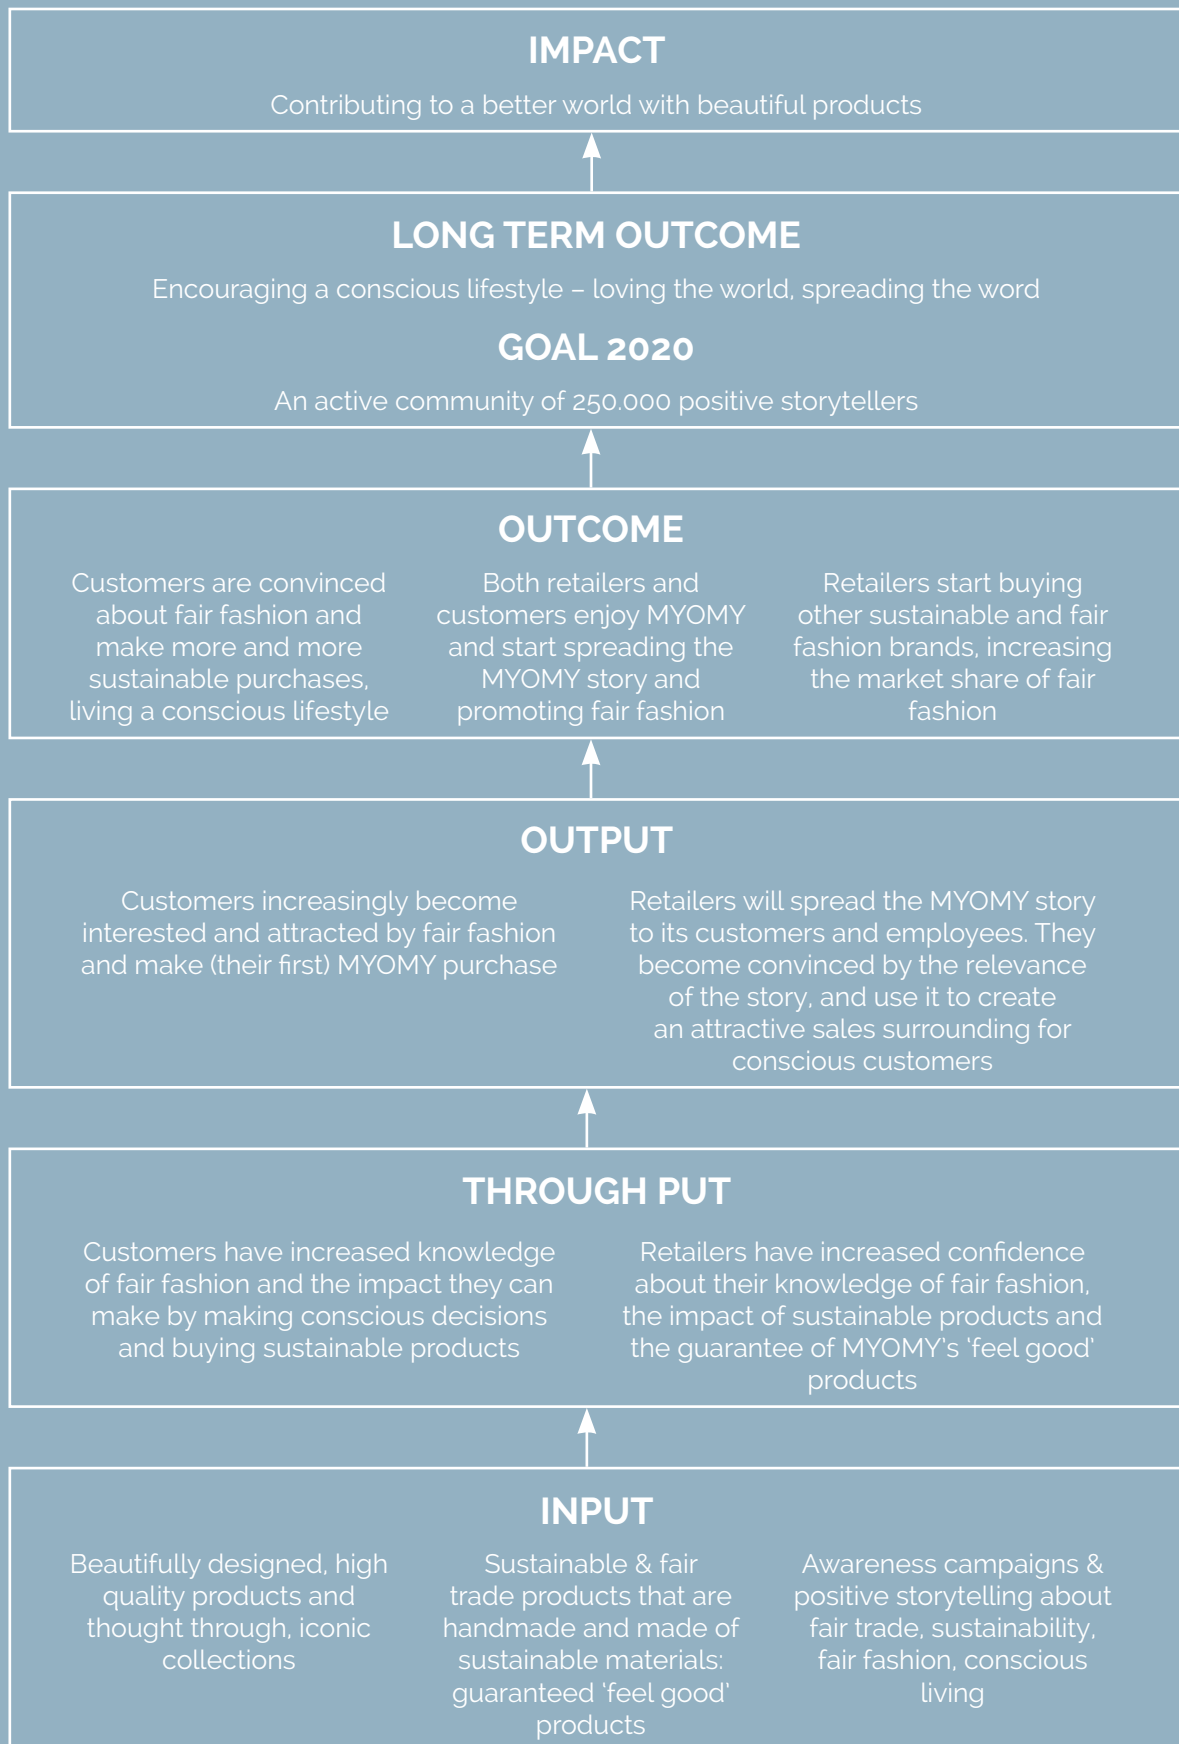 IMPACT
Contributing to a better world with beautiful products
LONG TERM OUTCOME
Encouraging a conscious lifestyle – loving the world, spreading the word
GOAL 2020
An active community of 250.000 positive storytellers
OUTCOME
Customers are convinced
about fair fashion and
make more and more
sustainable purchases,
living a conscious lifestyle
Both retailers and
customers enjoy MYOMY
and start spreading the
MYOMY story and
promoting fair fashion
Retailers start buying
other sustainable and fair
fashion brands, increasing
the market share of fair
fashion
OUTPUT
Customers increasingly become
interested and attracted by fair fashion
and make (their first) MYOMY purchase
Retailers will spread the MYOMY story
to its customers and employees. They
become convinced by the relevance
of the story, and use it to create
an attractive sales surrounding for
conscious customers
THROUGH PUT
Customers have increased knowledge
of fair fashion and the impact they can
make by making conscious decisions
and buying sustainable products
Retailers have increased confidence
about their knowledge of fair fashion,
the impact of sustainable products and
the guarantee of MYOMY's 'feel good'
products
INPUT
Beautifully designed, high
quality products and
thought through, iconic
collections
Sustainable & fair
trade products that are
handmade and made of
sustainable materials:
guaranteed 'feel good'
products
Awareness campaigns &
positive storytelling about
fair trade, sustainability,
fair fashion, conscious
living